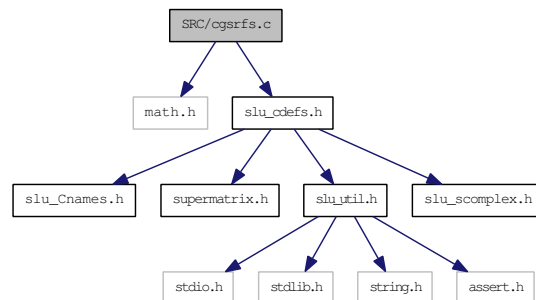 SRC/cgsrfs.c
math.h
slu_cdefs.h
slu_Cnames.h
supermatrix.h
slu_util.h
slu_scomplex.h
stdio.h
stdlib.h
string.h
assert.h